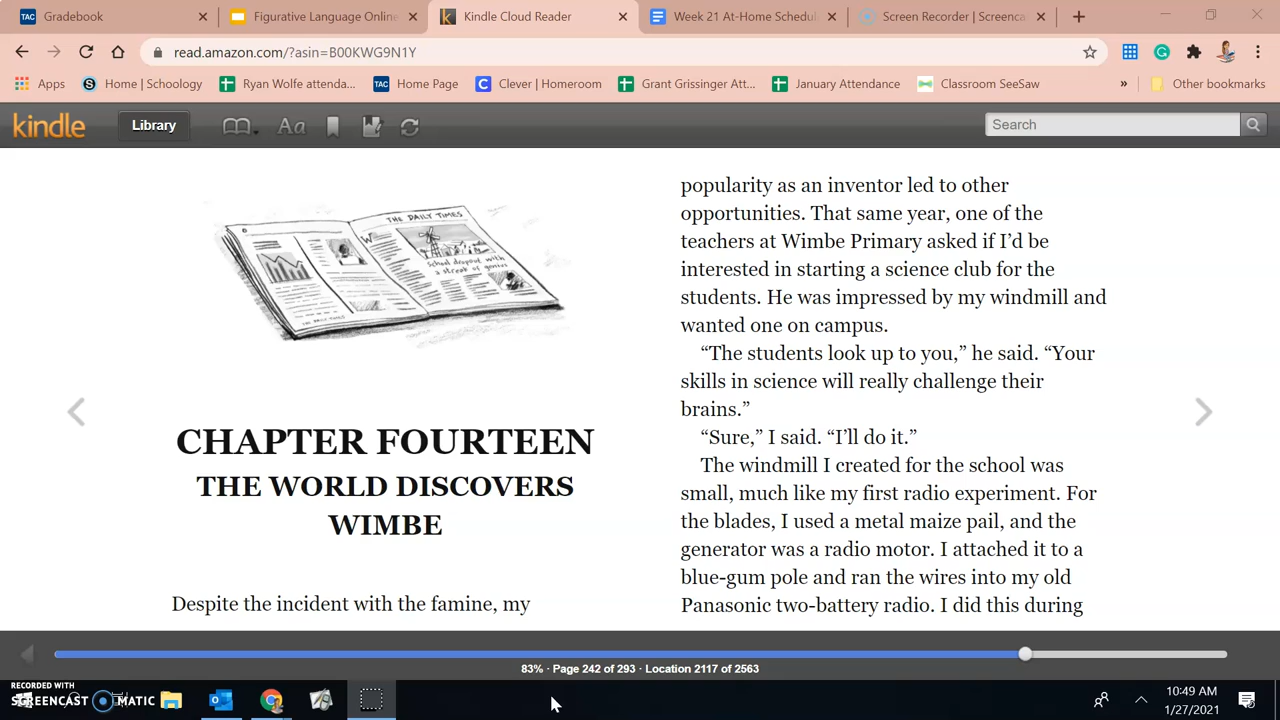 Gradebook
Figurative Language Online
Kindle Cloud Reader
Week 21 In Home Schedul
Screen Recorder | Screenca
read.amazon.com/?asin=B00KWG9N1Y
Apps
Home | Schoology
Ryan Wolfe attenda...
Home Page
Clever | Homeroom
Grant Grissinger Att...
January Attendance
Classroom SeeSaw
»
Other bookmarks
kindle
Library
Aa
Search
THE DAILY TIMES
School dropout with
a streak of genius
CHAPTER FOURTEEN
THE WORLD DISCOVERS
WIMBE
Despite the incident with the famine, my
popularity as an inventor led to other
opportunities. That same year, one of the
teachers at Wimbe Primary asked if I’d be
interested in starting a science club for the
students. He was impressed by my windmill and
wanted one on campus.
“The students look up to you,” he said. “Your
skills in science will really challenge their
brains.”
“Sure,” I said. “I’ll do it.”
The windmill I created for the school was
small, much like my first radio experiment. For
the blades, I used a metal maize pail, and the
generator was a radio motor. I attached it to a
blue-gum pole and ran the wires into my old
Panasonic two-battery radio. I did this during
83% · Page 242 of 293 · Location 2117 of 2563
RECORDED WITH
SCREENCAST MATIC
10:49 AM
1/27/2021